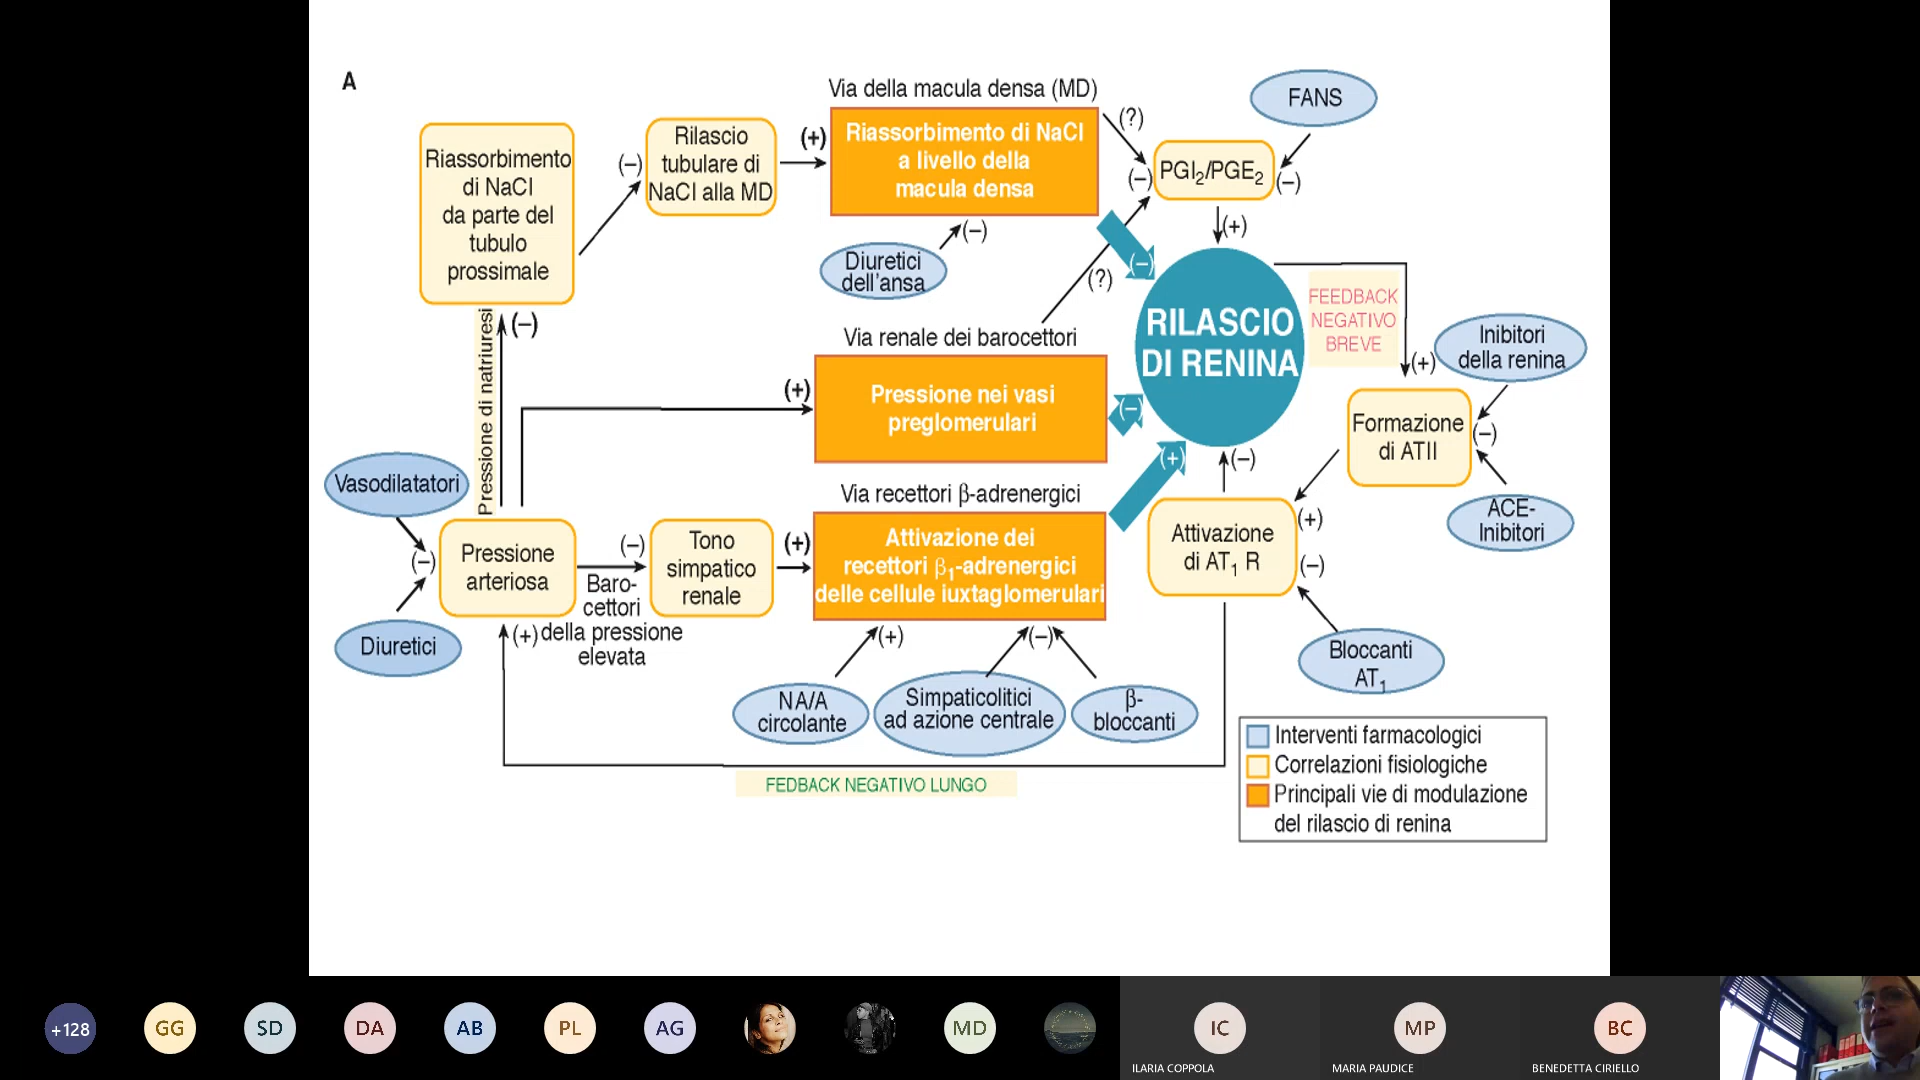 A
Via della macula densa (MD)
FANS
Riassorbimento
di NaCl
da parte del
tubulo
prossimale
(–)
Rilascio
tubulare di
NaCl alla MD
(+)
Riassorbimento di NaCl
a livello della
macula densa
(?)
(–)
PGI₂/PGE₂
(–)
(+)
Diuretici
dell'ansa
(–)
(–)
(?)
Pressione di natriuresi
(–)
Via renale dei barocettori
(+)
Pressione nei vasi
preglomerulari
(–)
RILASCIO
DI RENINA
FEEDBACK
NEGATIVO
BREVE
(+)
Inibitori
della renina
Formazione
di ATII
(–)
ACE-
Inibitori
Vasodilatatori
(–)
Diuretici
Pressione
arteriosa
(–)
Baro-
cettori
della pressione
elevata
(+)
Tono
simpatico
renale
(+)
Via recettori β-adrenergici
Attivazione dei
recettori β₁-adrenergici
delle cellule iuxtaglomerulari
(+)
(–)
Attivazione
di AT₁ R
(+)
(–)
Bloccanti
AT₁
(+)
(–)
NA/A
circolante
Simpaticolitici
ad azione centrale
β-
bloccanti
FEDBACK NEGATIVO LUNGO
Interventi farmacologici
Correlazioni fisiologiche
Principali vie di modulazione
del rilascio di renina
+128
GG
SD
DA
AB
PL
AG
MD
IC
ILARIA COPPOLA
MP
MARIA PAUDICE
BC
BENEDETTA CIRIELLO